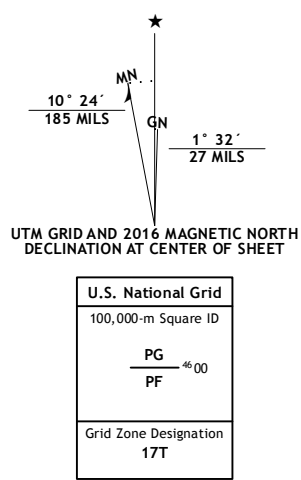 MN
10° 24´
185 MILS
GN
1° 32´
27 MILS
UTM GRID AND 2016 MAGNETIC NORTH
DECLINATION AT CENTER OF SHEET
U.S. National Grid
100,000-m Square ID
PG
4600
PF
Grid Zone Designation
17T